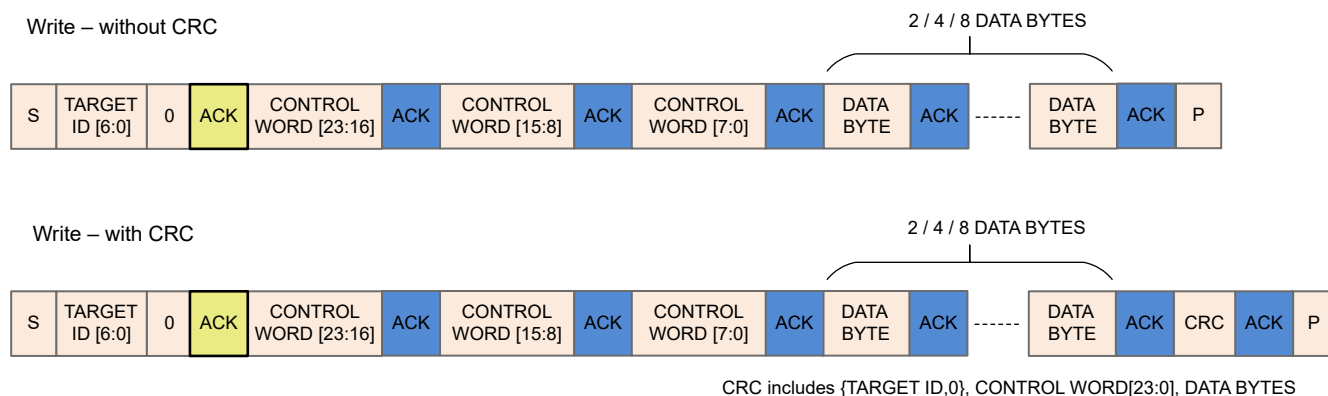 Write – without CRC
2 / 4 / 8 DATA BYTES
S
TARGET
ID [6:0]
0
ACK
CONTROL
WORD [23:16]
ACK
CONTROL
WORD [15:8]
ACK
CONTROL
WORD [7:0]
ACK
DATA
BYTE
ACK
DATA
BYTE
ACK
P
Write – with CRC
2 / 4 / 8 DATA BYTES
S
TARGET
ID [6:0]
0
ACK
CONTROL
WORD [23:16]
ACK
CONTROL
WORD [15:8]
ACK
CONTROL
WORD [7:0]
ACK
DATA
BYTE
ACK
DATA
BYTE
ACK
CRC
ACK
P
CRC includes {TARGET ID,0}, CONTROL WORD[23:0], DATA BYTES